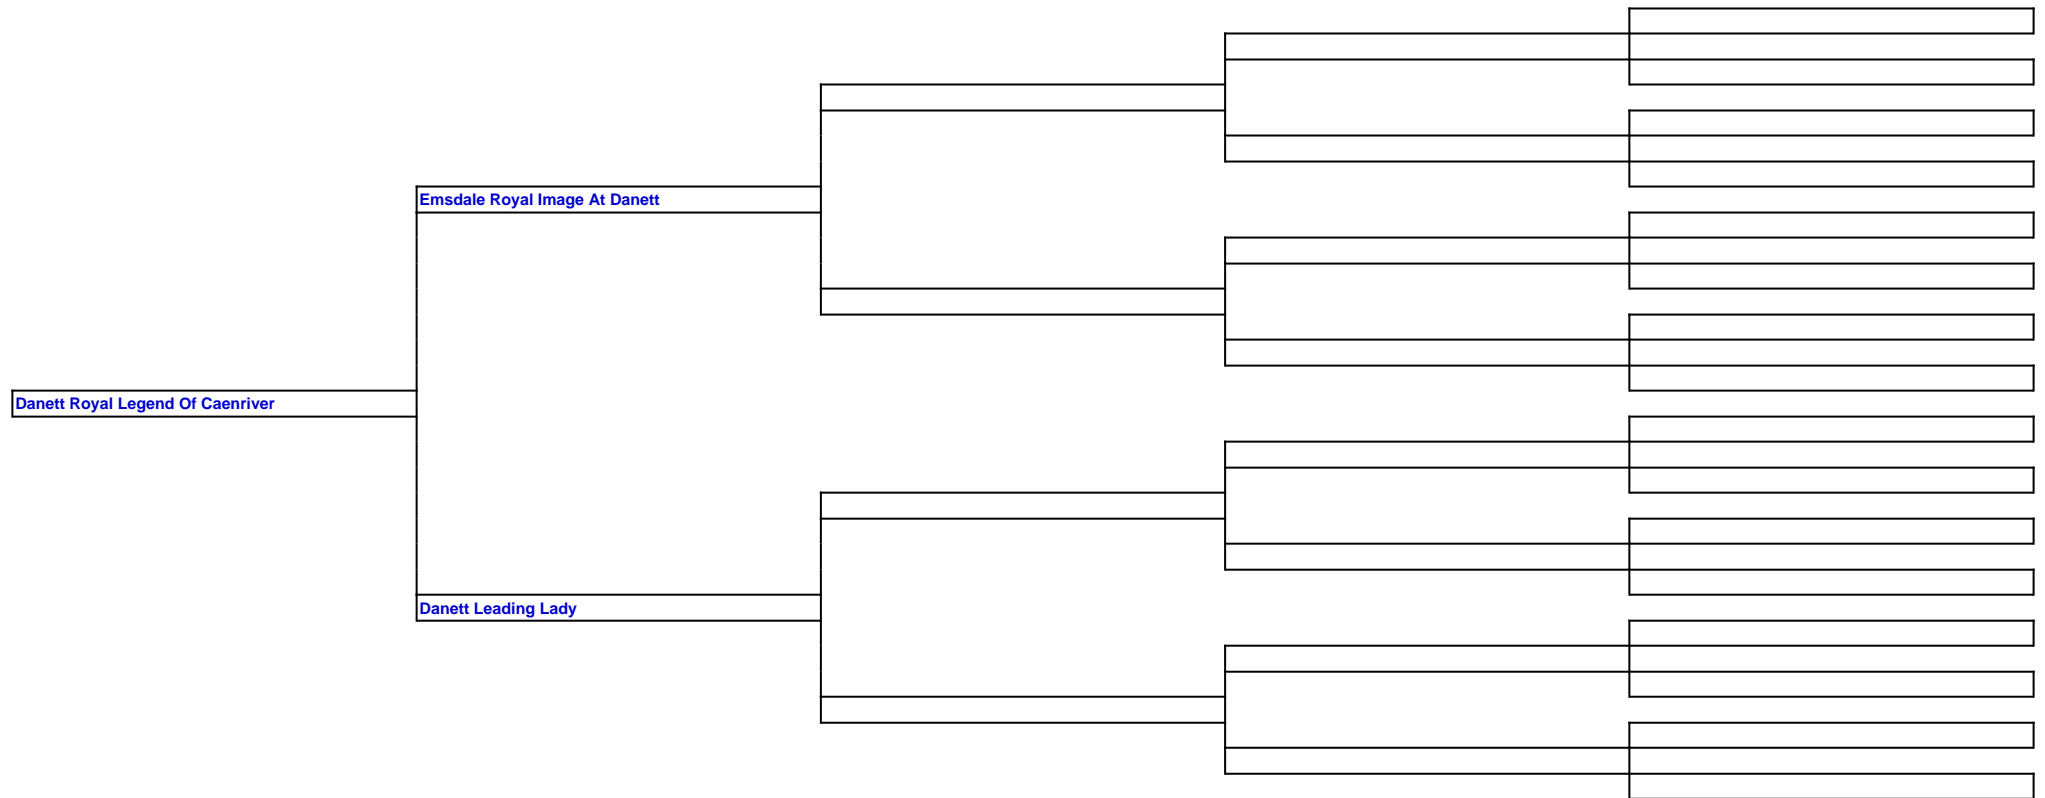 Emsdale Royal Image At Danett
Danett Royal Legend Of Caenriver
Danett Leading Lady